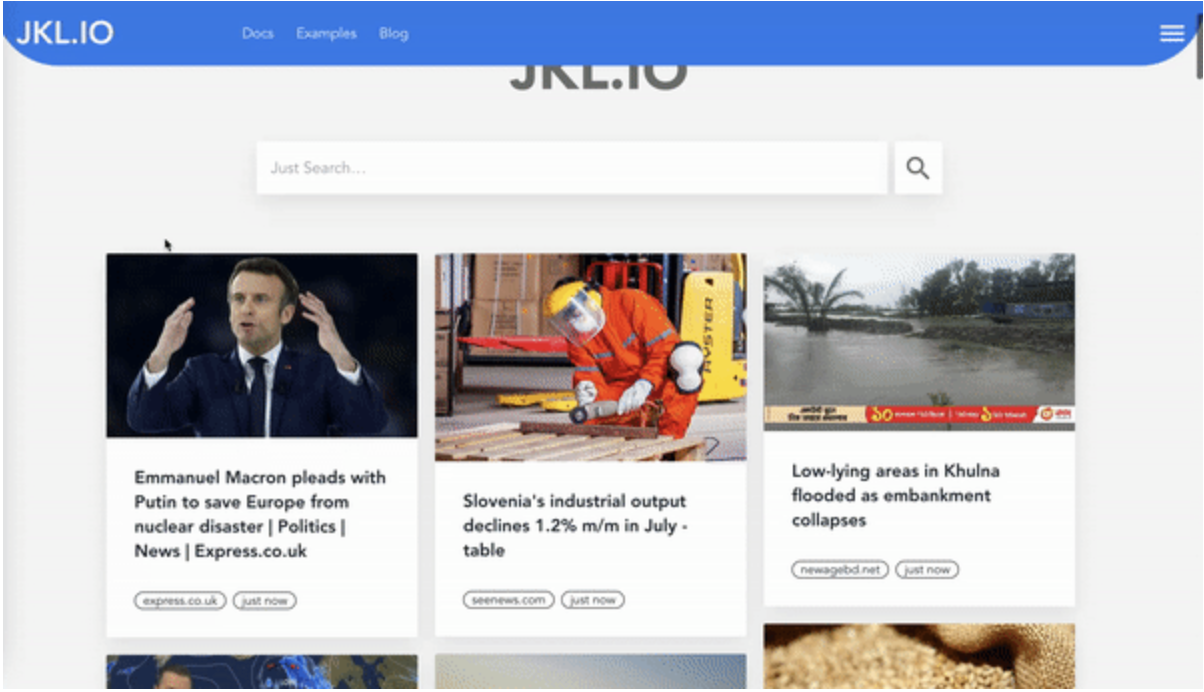 JKL.IO
Docs Examples Blog
JKL.IO
Just Search...
HYSTER
Emmanuel Macron pleads with
Putin to save Europe from
nuclear disaster | Politics |
News | Express.co.uk
express.co.uk just now
Slovenia's industrial output
declines 1.2% m/m in July -
table
seenews.com just now
Low-lying areas in Khulna
flooded as embankment
collapses
newagebd.net just now